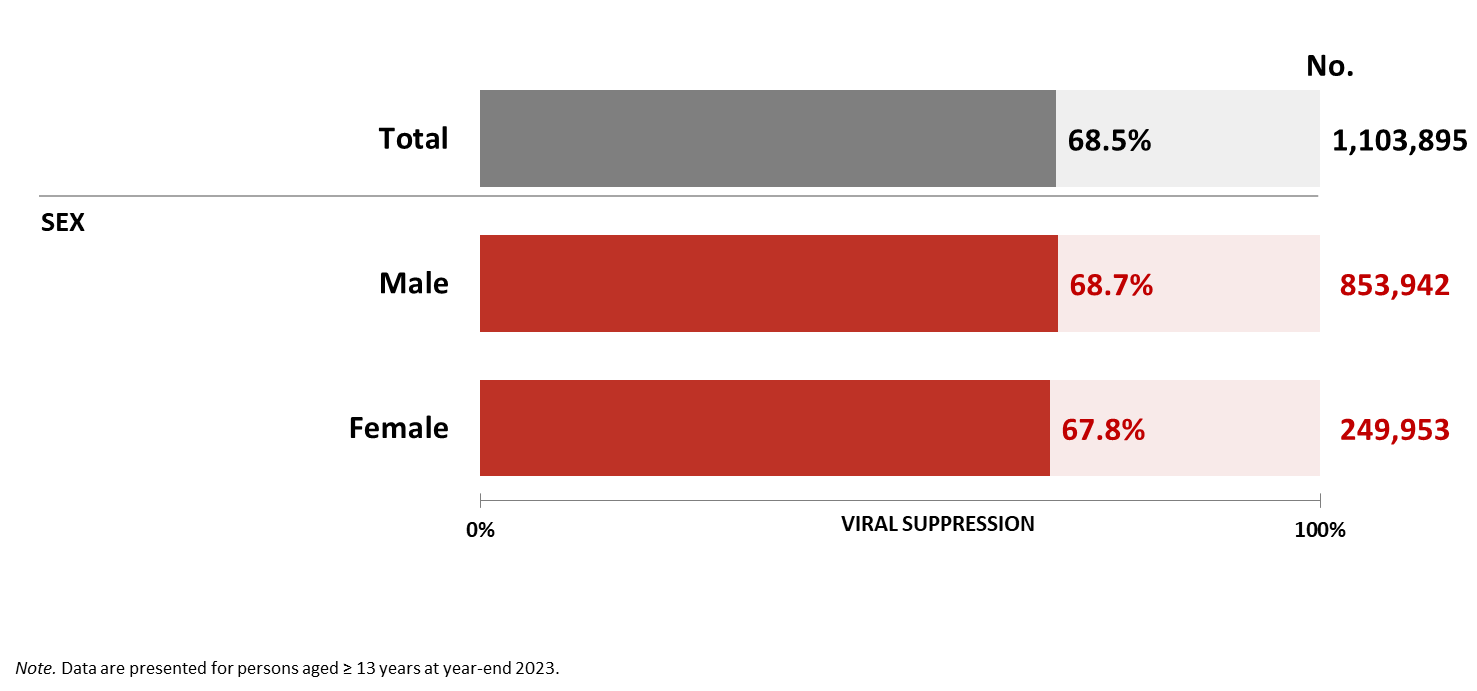 No.
Total 68.5% 1,103,895
SEX
Male 68.7% 853,942
Female 67.8% 249,953
0% VIRAL SUPPRESSION 100%
Note. Data are presented for persons aged ≥ 13 years at year-end 2023.